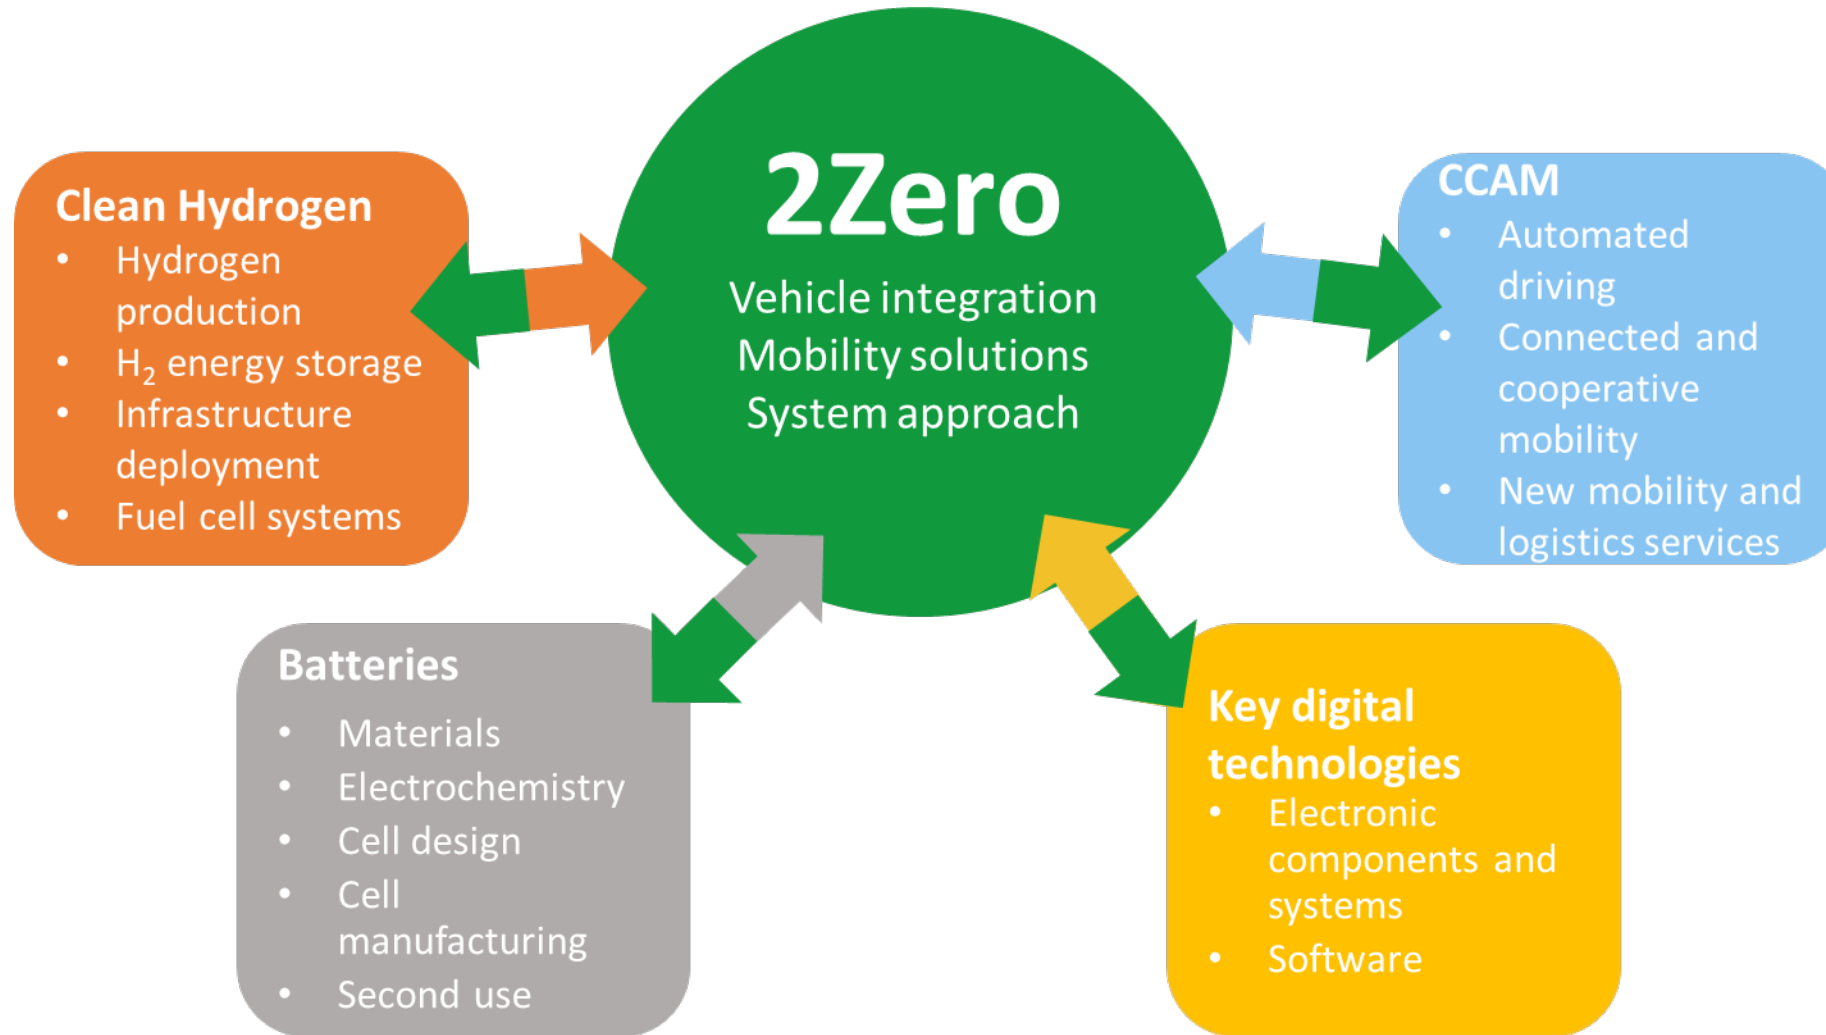 2Zero
Vehicle integration
Mobility solutions
System approach
Clean Hydrogen
• Hydrogen
production
• H₂ energy storage
• Infrastructure
deployment
• Fuel cell systems
CCAM
• Automated
driving
• Connected and
cooperative
mobility
• New mobility and
logistics services
Batteries
• Materials
• Electrochemistry
• Cell design
• Cell
manufacturing
• Second use
Key digital
technologies
• Electronic
components and
systems
• Software